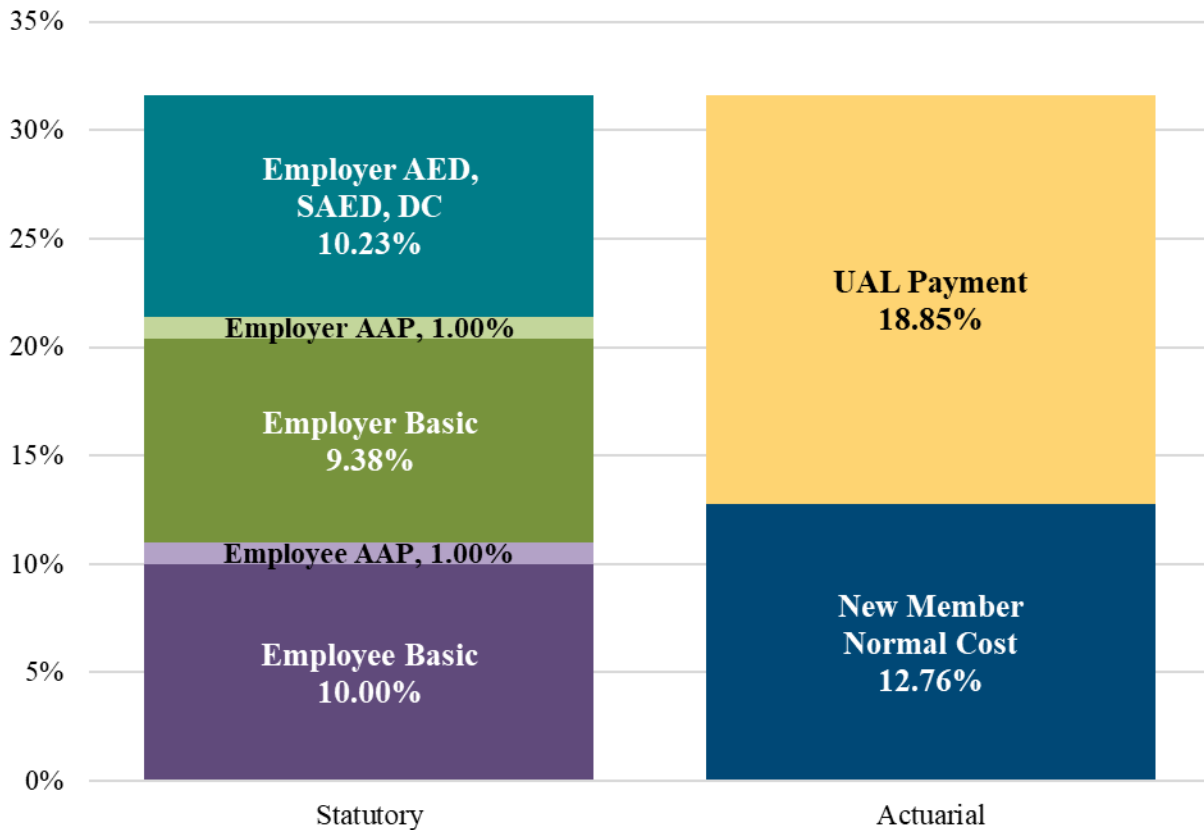 35%
30%
25%
20%
15%
10%
5%
0%
Employer AED,
SAED, DC
10.23%
Employer AAP, 1.00%
Employer Basic
9.38%
Employee AAP, 1.00%
Employee Basic
10.00%
UAL Payment
18.85%
New Member
Normal Cost
12.76%
Statutory
Actuarial